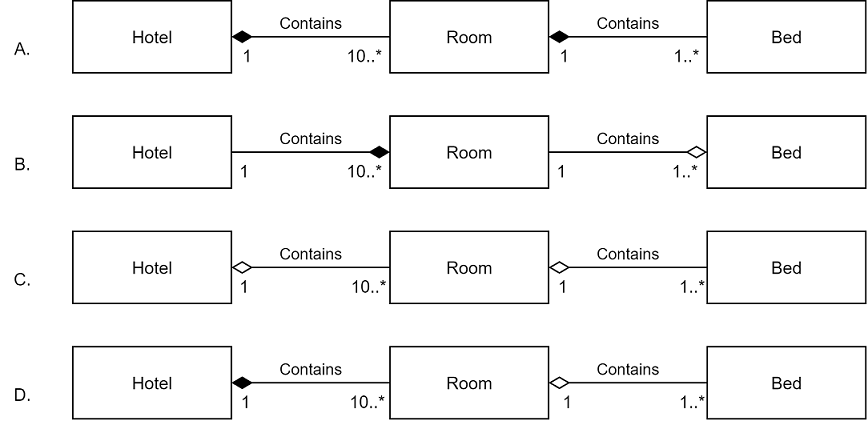 A.
Hotel
Contains
1
10..*
Room
Contains
1
1..*
Bed
B.
Hotel
Contains
1
10..*
Room
Contains
1
1..*
Bed
C.
Hotel
Contains
1
10..*
Room
Contains
1
1..*
Bed
D.
Hotel
Contains
1
10..*
Room
Contains
1
1..*
Bed